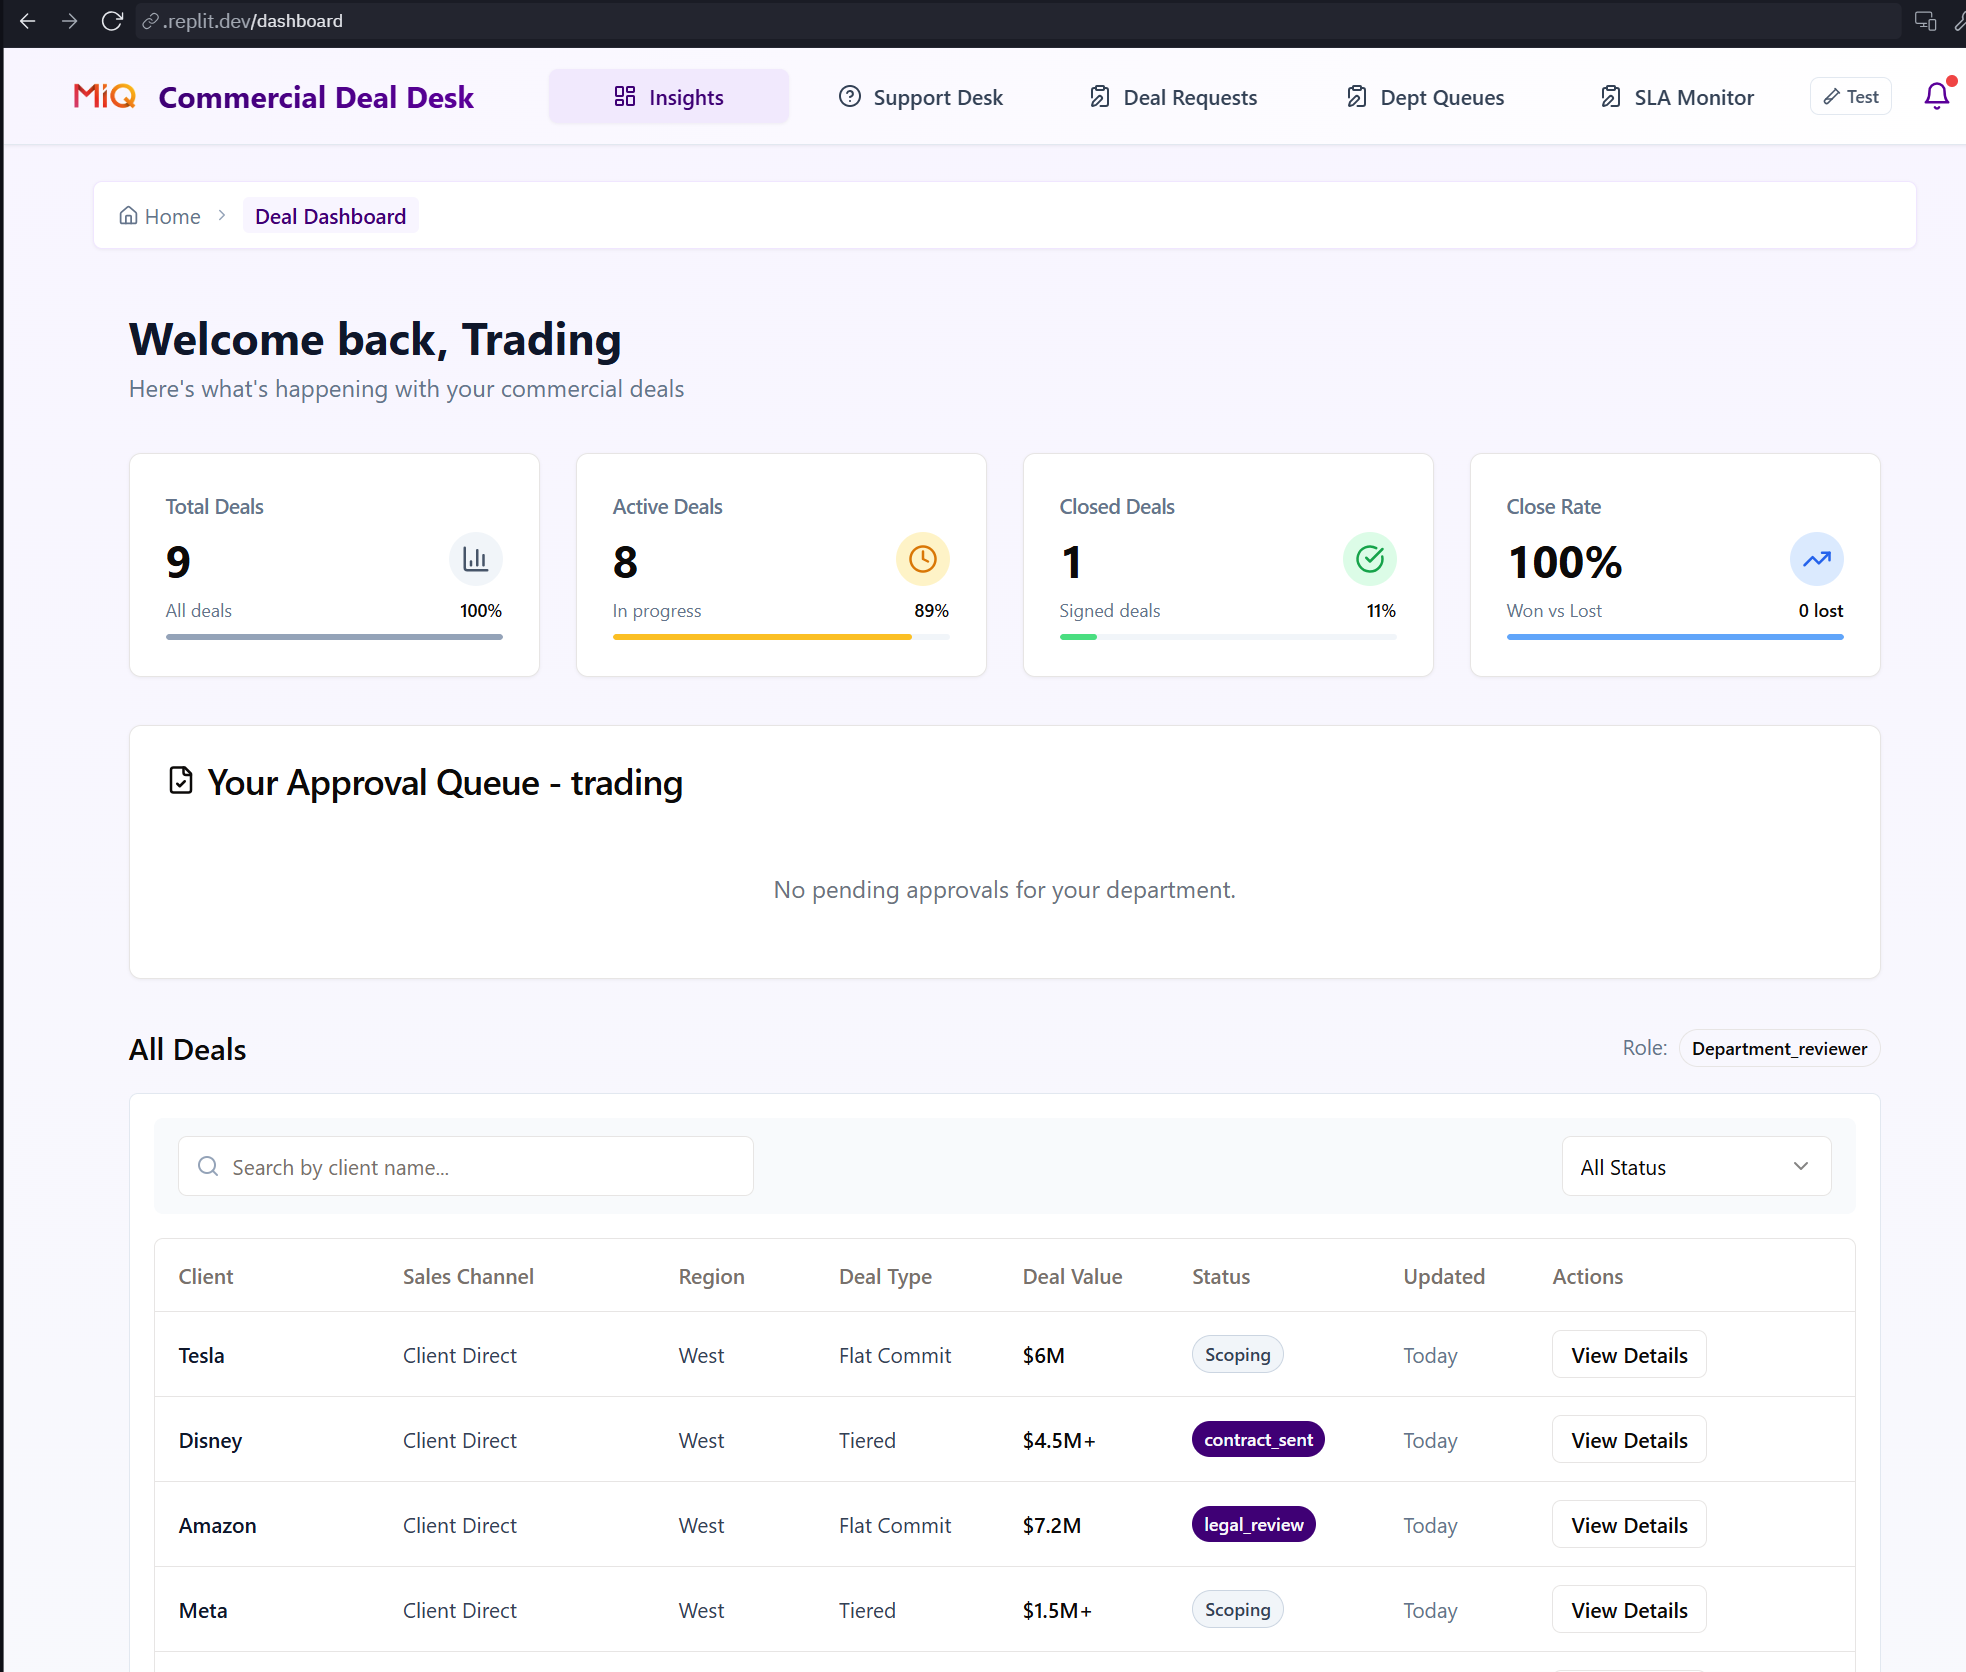 .replit.dev/dashboard
MiQ Commercial Deal Desk Insights Support Desk Deal Requests Dept Queues SLA Monitor Test
Home > Deal Dashboard
Welcome back, Trading
Here's what's happening with your commercial deals
Total Deals
9
All deals 100%
Active Deals
8
In progress 89%
Closed Deals
1
Signed deals 11%
Close Rate
100%
Won vs Lost 0 lost
Your Approval Queue - trading
No pending approvals for your department.
All Deals Role: Department_reviewer
Search by client name... All Status
Client Sales Channel Region Deal Type Deal Value Status Updated Actions
Tesla Client Direct West Flat Commit $6M Scoping Today View Details
Disney Client Direct West Tiered $4.5M+ contract_sent Today View Details
Amazon Client Direct West Flat Commit $7.2M legal_review Today View Details
Meta Client Direct West Tiered $1.5M+ Scoping Today View Details